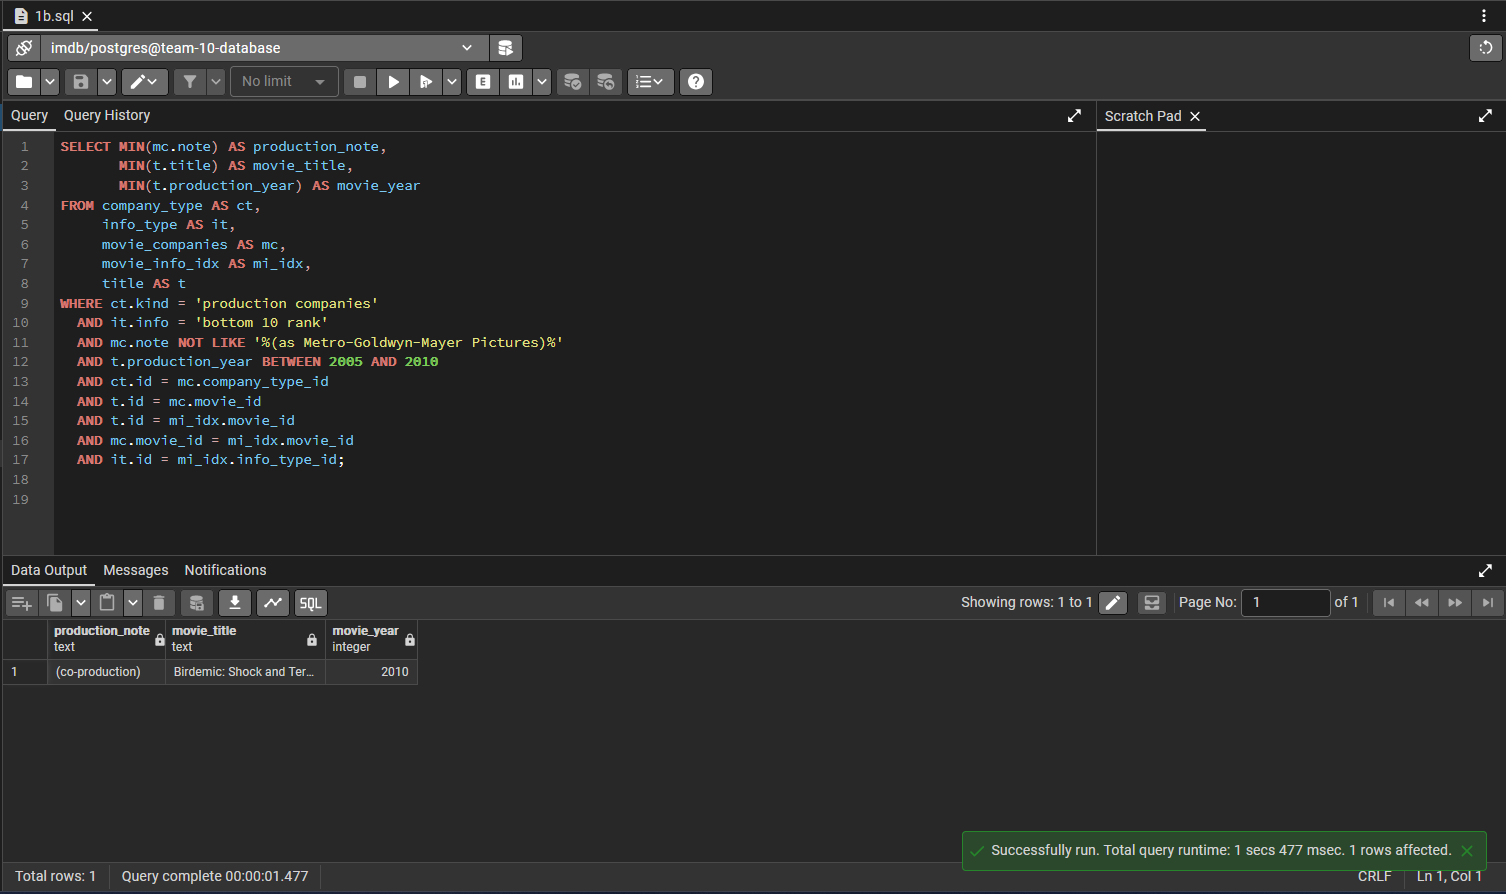 1b.sql
imdb/postgres@team-10-database
No limit
E
SQL
Query Query History
Scratch Pad
1 SELECT MIN(mc.note) AS production_note,
2 MIN(t.title) AS movie_title,
3 MIN(t.production_year) AS movie_year
4 FROM company_type AS ct,
5 info_type AS it,
6 movie_companies AS mc,
7 movie_info_idx AS mi_idx,
8 title AS t
9 WHERE ct.kind = 'production companies'
10 AND it.info = 'bottom 10 rank'
11 AND mc.note NOT LIKE '%(as Metro-Goldwyn-Mayer Pictures)%'
12 AND t.production_year BETWEEN 2005 AND 2010
13 AND ct.id = mc.company_type_id
14 AND t.id = mc.movie_id
15 AND t.id = mi_idx.movie_id
16 AND mc.movie_id = mi_idx.movie_id
17 AND it.id = mi_idx.info_type_id;
18
19
Data Output Messages Notifications
SQL Showing rows: 1 to 1 Page No: 1 of 1
production_note movie_title movie_year
text text integer
1 (co-production) Birdemic: Shock and Ter... 2010
Successfully run. Total query runtime: 1 secs 477 msec. 1 rows affected.
Total rows: 1 Query complete 00:00:01.477 CRLF Ln 1, Col 1